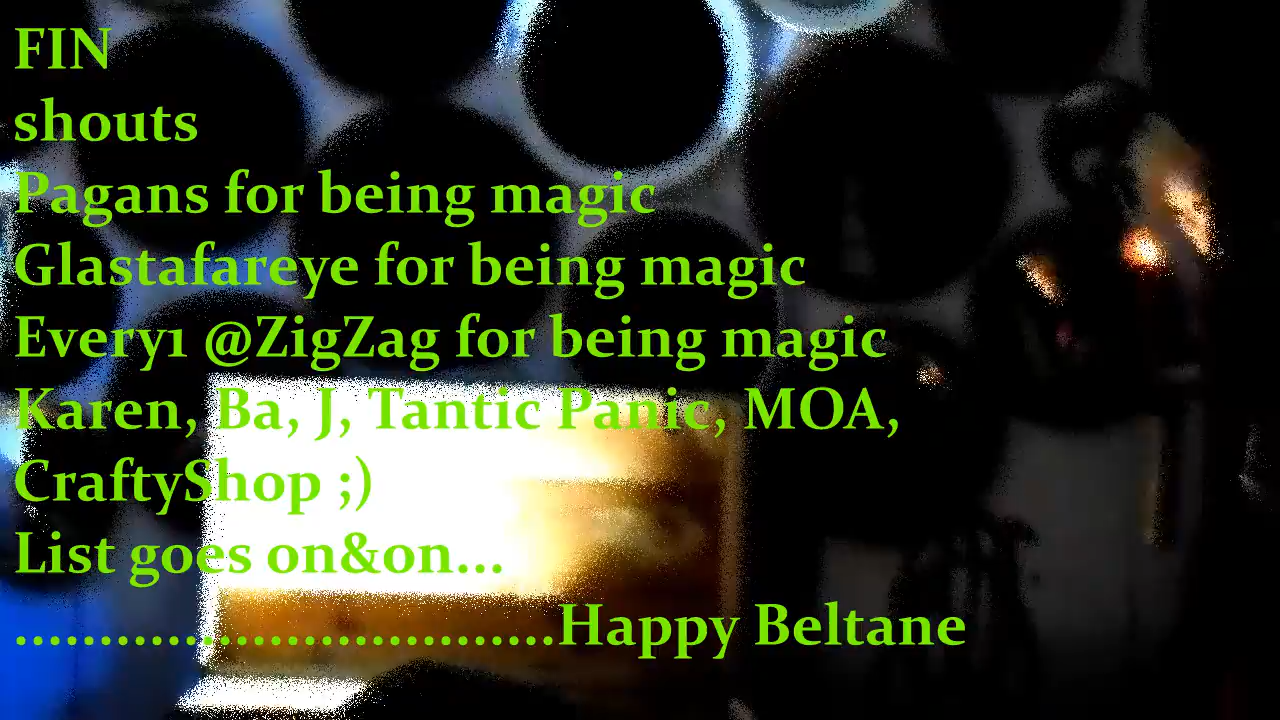 FIN
shouts
Pagans for being magic
Glastafareye for being magic
Every1 @ZigZag for being magic
Karen, Ba, J, Tantic Panic, MOA,
CraftyShop ;)
List goes on&on...
................................Happy Beltane